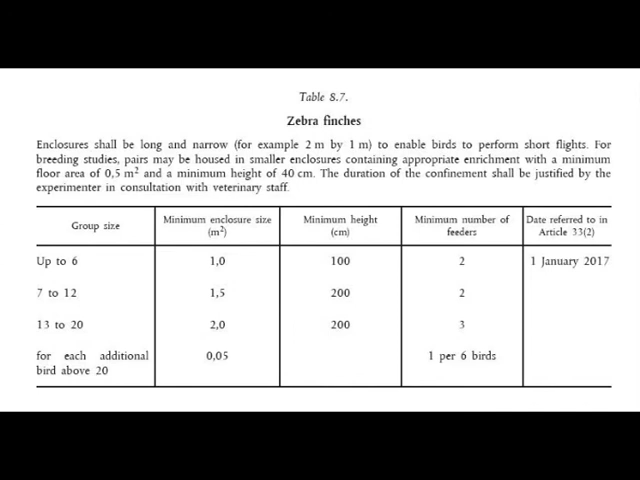 Table 8.7.
Zebra finches
Enclosures shall be long and narrow (for example 2 m by 1 m) to enable birds to perform short flights. For
breeding studies, pairs may be housed in smaller enclosures containing appropriate enrichment with a minimum
floor area of 0,5 m² and a minimum height of 40 cm. The duration of the confinement shall be justified by the
experimenter in consultation with veterinary staff.
Group size Minimum enclosure size (m²) Minimum height (cm) Minimum number of feeders Date referred to in Article 33(2)
Up to 6 1,0 100 2 1 January 2017
7 to 12 1,5 200 2
13 to 20 2,0 200 3
for each additional bird above 20 0,05 1 per 6 birds